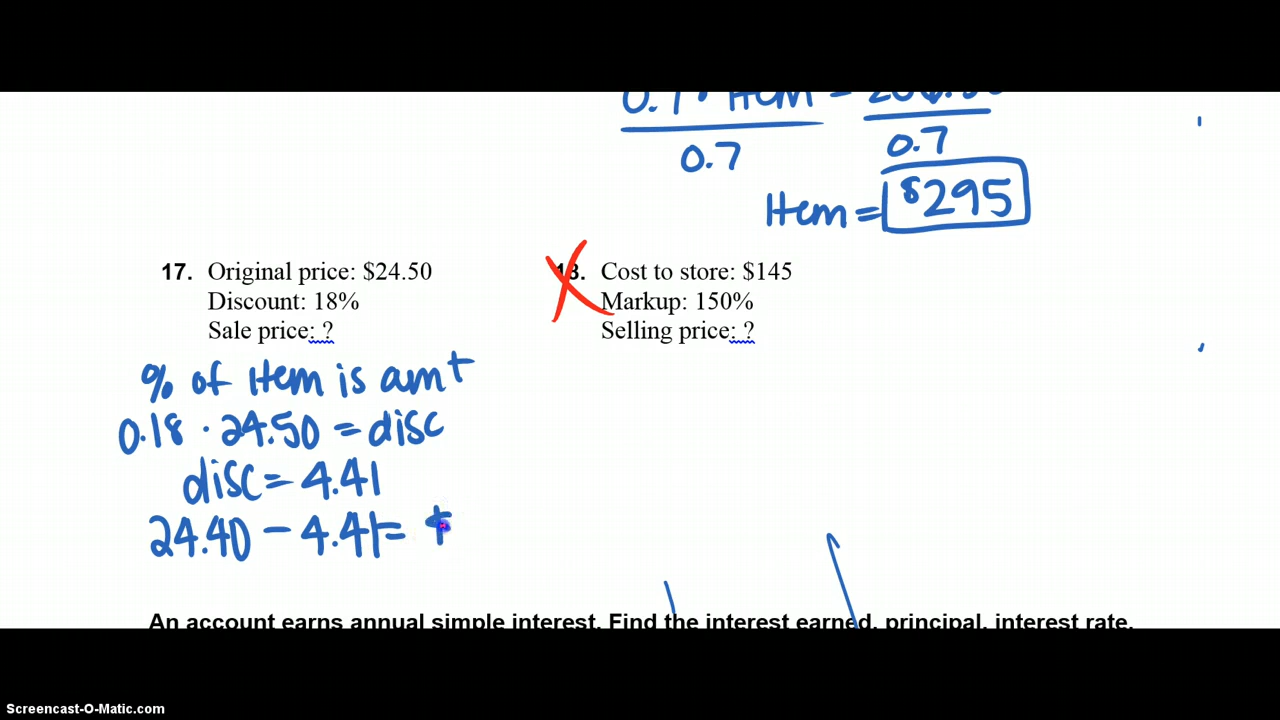 0.7 · Item =
0.7 0.7
Item = $295
17. Original price: $24.50
Discount: 18%
Sale price: ?
18. Cost to store: $145
Markup: 150%
Selling price: ?
% of Item is amt
0.18 · 24.50 = disc
disc = 4.41
24.40 - 4.41 =
An account earns annual simple interest. Find the interest earned, principal, interest rate,
Screencast-O-Matic.com